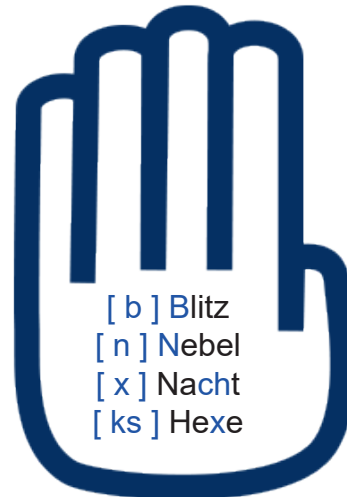 [ b ] Blitz
[ n ] Nebel
[ x ] Nacht
[ ks ] Hexe